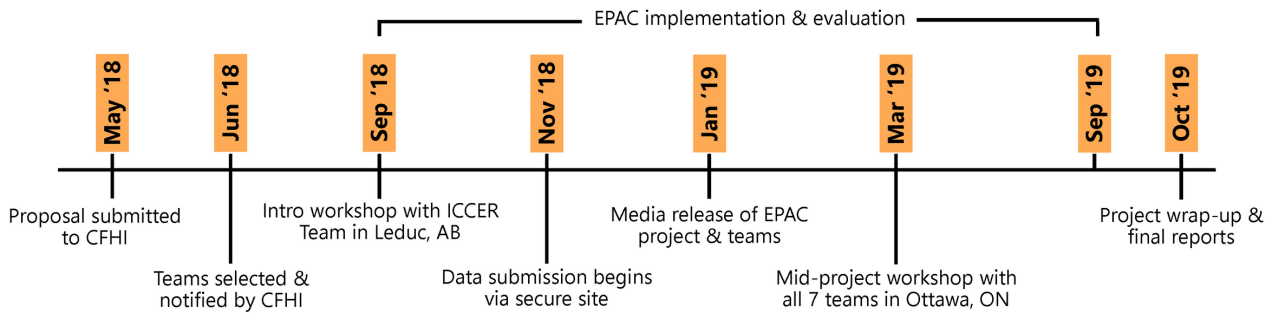 EPAC implementation & evaluation
May ‘18
Jun ‘18
Sep ‘18
Nov ‘18
Jan ‘19
Mar ‘19
Sep ‘19
Oct ‘19
Proposal submitted
to CFHI
Teams selected &
notified by CFHI
Intro workshop with ICCER
Team in Leduc, AB
Data submission begins
via secure site
Media release of EPAC
project & teams
Mid-project workshop with
all 7 teams in Ottawa, ON
Project wrap-up &
final reports